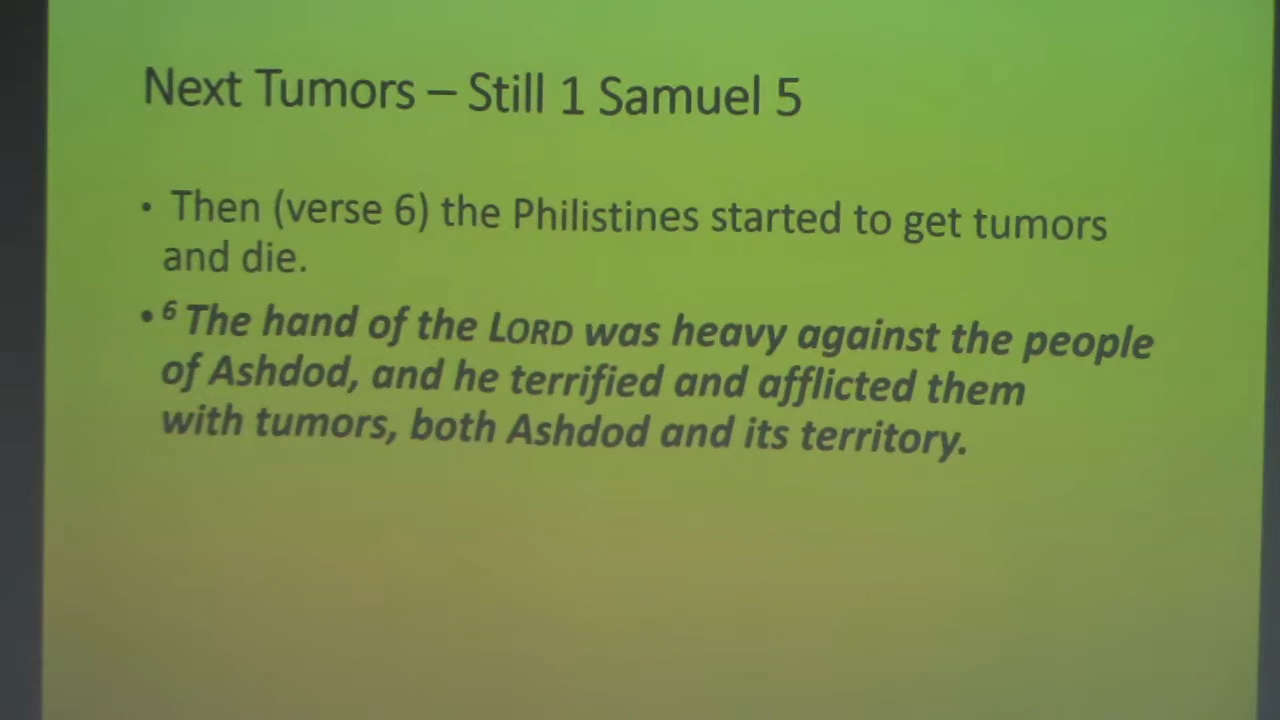 Next Tumors – Still 1 Samuel 5
• Then (verse 6) the Philistines started to get tumors
and die.
• 6 The hand of the LORD was heavy against the people
of Ashdod, and he terrified and afflicted them
with tumors, both Ashdod and its territory.